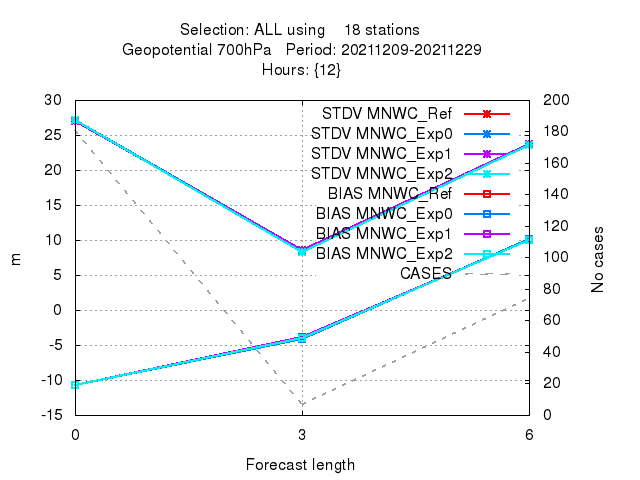 Selection: ALL using    18 stations
Geopotential 700hPa   Period: 20211209-20211229
Hours: {12}
30
25
20
15
10
5
0
-5
-10
-15
m
200
180
160
140
120
100
80
60
40
20
0
No cases
STDV MNWC_Ref
STDV MNWC_Exp0
STDV MNWC_Exp1
STDV MNWC_Exp2
BIAS MNWC_Ref
BIAS MNWC_Exp0
BIAS MNWC_Exp1
BIAS MNWC_Exp2
CASES
0
3
6
Forecast length